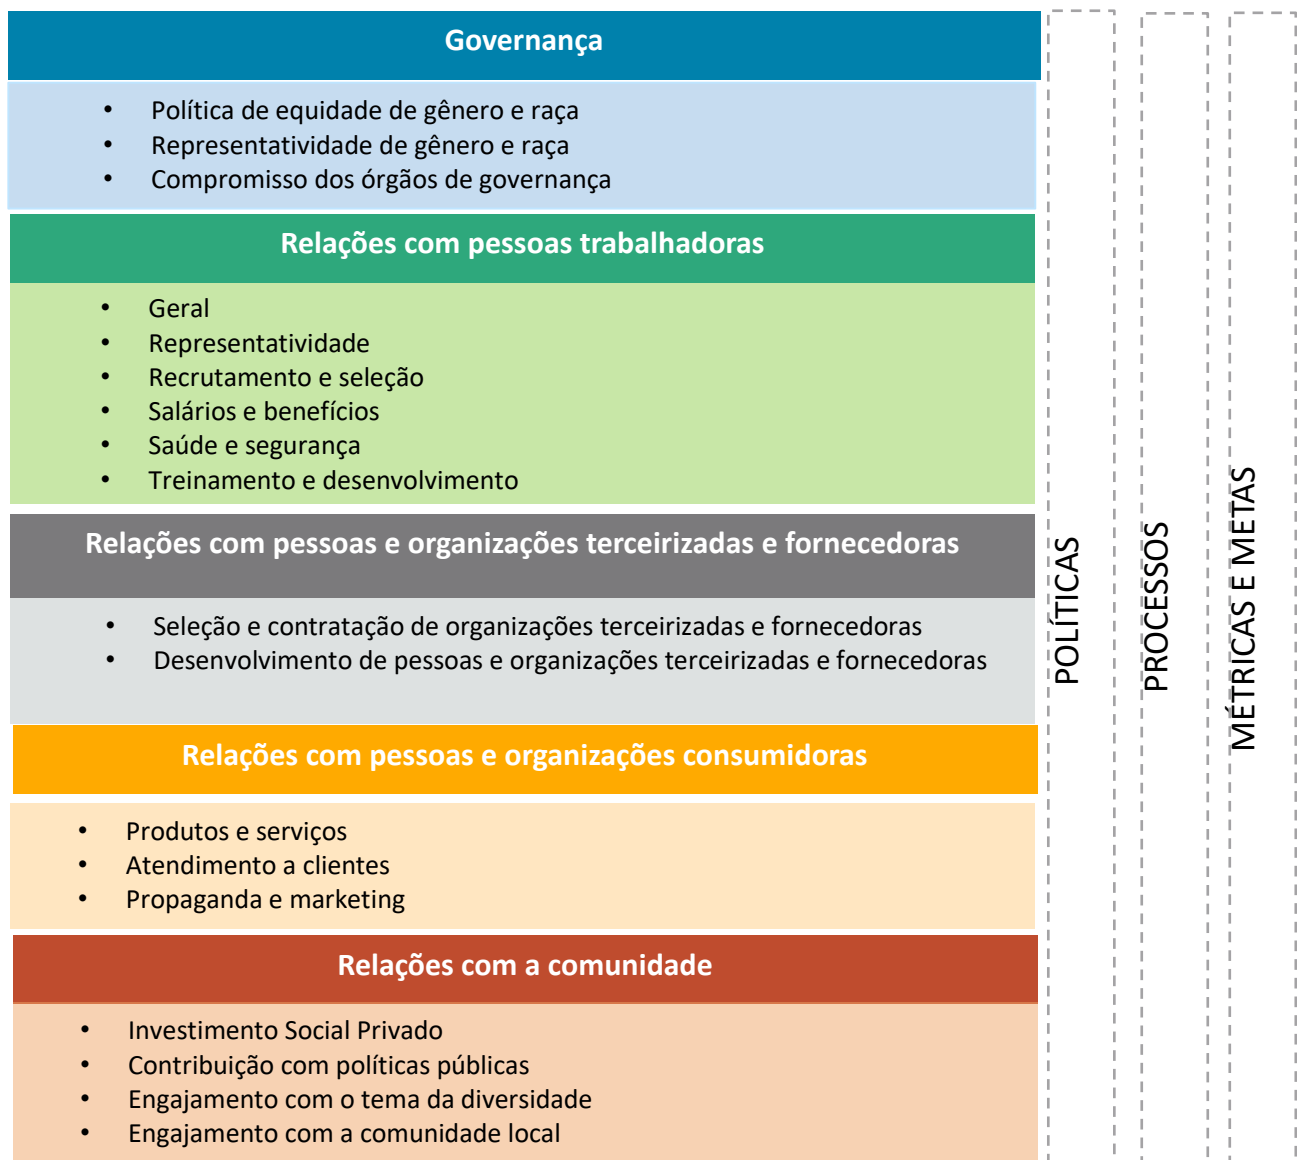 Governança
• Política de equidade de gênero e raça
• Representatividade de gênero e raça
• Compromisso dos órgãos de governança
Relações com pessoas trabalhadoras
• Geral
• Representatividade
• Recrutamento e seleção
• Salários e benefícios
• Saúde e segurança
• Treinamento e desenvolvimento
Relações com pessoas e organizações terceirizadas e fornecedoras
• Seleção e contratação de organizações terceirizadas e fornecedoras
• Desenvolvimento de pessoas e organizações terceirizadas e fornecedoras
Relações com pessoas e organizações consumidoras
• Produtos e serviços
• Atendimento a clientes
• Propaganda e marketing
Relações com a comunidade
• Investimento Social Privado
• Contribuição com políticas públicas
• Engajamento com o tema da diversidade
• Engajamento com a comunidade local
POLÍTICAS
PROCESSOS
MÉTRICAS E METAS